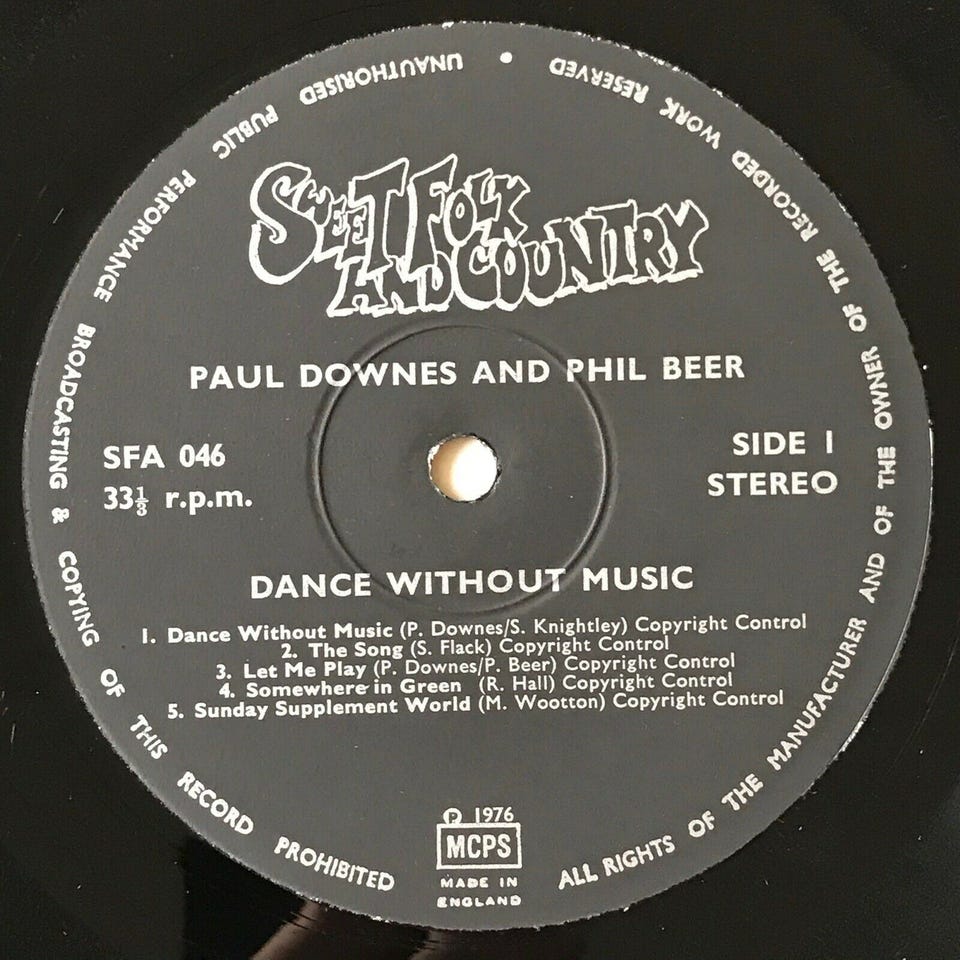 ALL RIGHTS OF THE MANUFACTURER AND OF THE OWNER OF THE RECORDED WORK RESERVED • UNAUTHORISED PUBLIC PERFORMANCE BROADCASTING & COPYING OF THIS RECORD PROHIBITED
SWEET FOLK
AND COUNTRY
PAUL DOWNES AND PHIL BEER
SFA 046
33⅓ r.p.m.
SIDE 1
STEREO
DANCE WITHOUT MUSIC
1. Dance Without Music (P. Downes/S. Knightley) Copyright Control
2. The Song (S. Flack) Copyright Control
3. Let Me Play (P. Downes/P. Beer) Copyright Control
4. Somewhere in Green (R. Hall) Copyright Control
5. Sunday Supplement World (M. Wootton) Copyright Control
℗ 1976
MCPS
MADE IN
ENGLAND